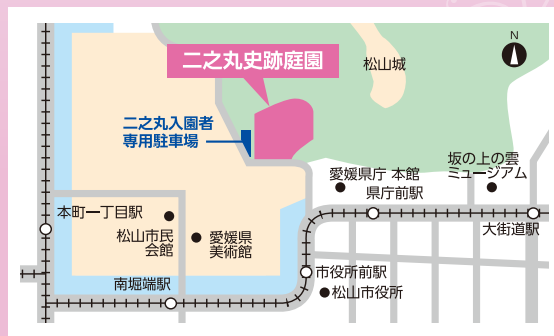 N
二之丸史跡庭園
松山城
二之丸入園者
専用駐車場
坂の上の雲
ミュージアム
愛媛県庁 本館
県庁前駅
本町一丁目駅
大街道駅
松山市民
会館
愛媛県
美術館
市役所前駅
南堀端駅
松山市役所